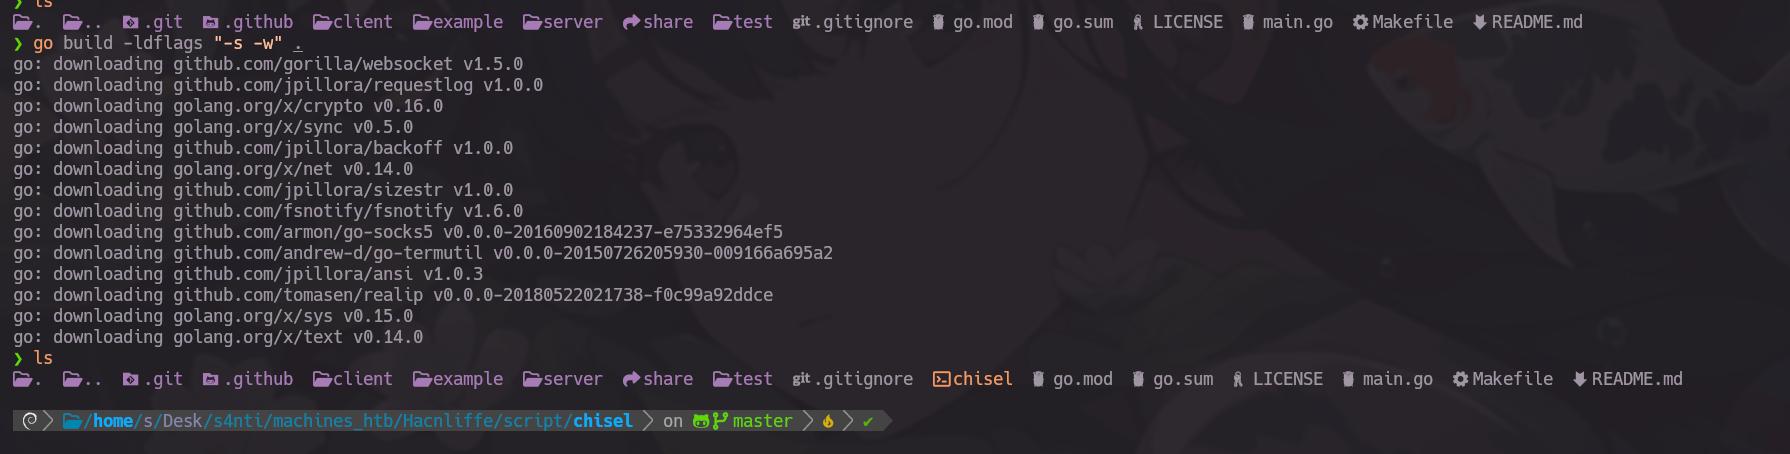 ❯ ls
. .. .git .github client example server share test .gitignore go.mod go.sum LICENSE main.go Makefile README.md
❯ go build -ldflags "-s -w" .
go: downloading github.com/gorilla/websocket v1.5.0
go: downloading github.com/jpillora/requestlog v1.0.0
go: downloading golang.org/x/crypto v0.16.0
go: downloading golang.org/x/sync v0.5.0
go: downloading github.com/jpillora/backoff v1.0.0
go: downloading golang.org/x/net v0.14.0
go: downloading github.com/jpillora/sizestr v1.0.0
go: downloading github.com/fsnotify/fsnotify v1.6.0
go: downloading github.com/armon/go-socks5 v0.0.0-20160902184237-e75332964ef5
go: downloading github.com/andrew-d/go-termutil v0.0.0-20150726205930-009166a695a2
go: downloading github.com/jpillora/ansi v1.0.3
go: downloading github.com/tomasen/realip v0.0.0-20180522021738-f0c99a92ddce
go: downloading golang.org/x/sys v0.15.0
go: downloading golang.org/x/text v0.14.0
❯ ls
. .. .git .github client example server share test .gitignore chisel go.mod go.sum LICENSE main.go Makefile README.md
/home/s/Desk/s4nti/machines_htb/Hacnliffe/script/chisel on master ✔